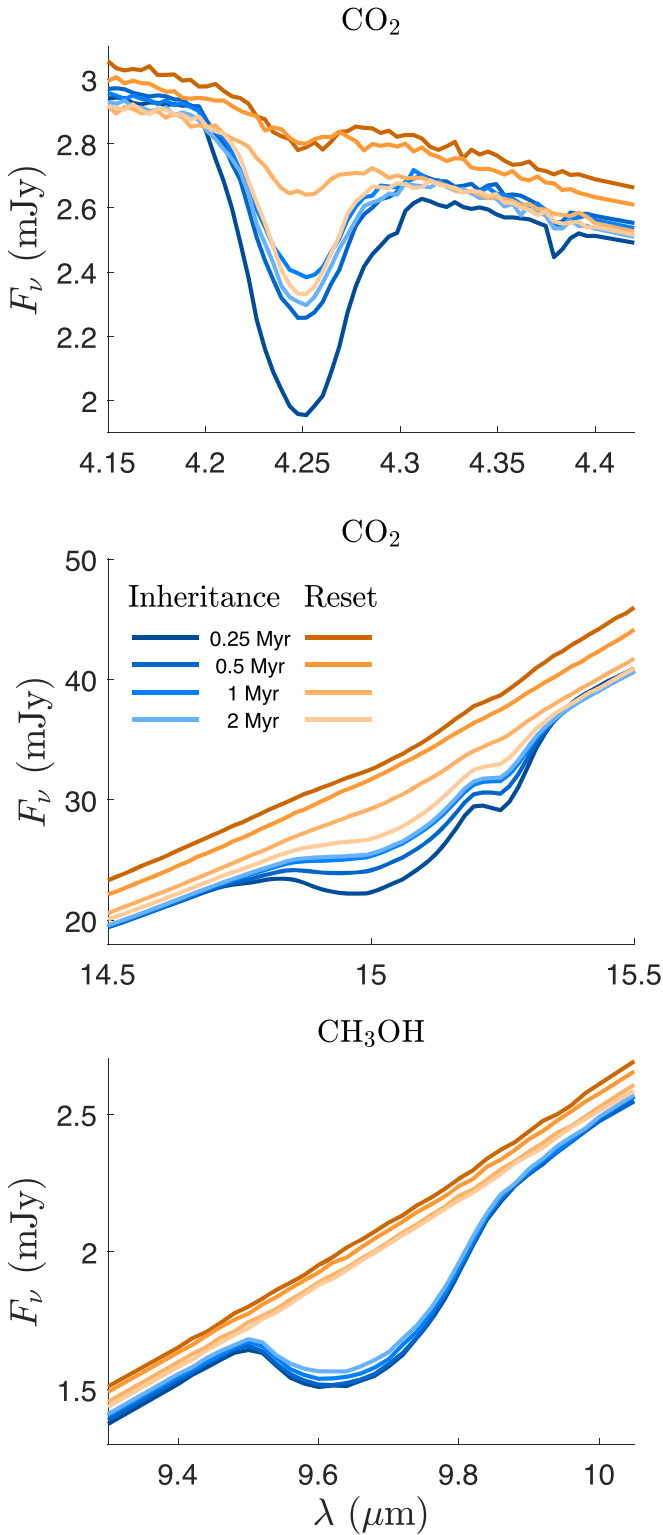 CO₂
3
2.8
2.6
2.4
2.2
2
Fν (mJy)
4.15 4.2 4.25 4.3 4.35 4.4
CO₂
50
40
30
20
Fν (mJy)
Inheritance Reset
0.25 Myr
0.5 Myr
1 Myr
2 Myr
14.5 15 15.5
CH₃OH
2.5
2
1.5
Fν (mJy)
9.4 9.6 9.8 10
λ (μm)